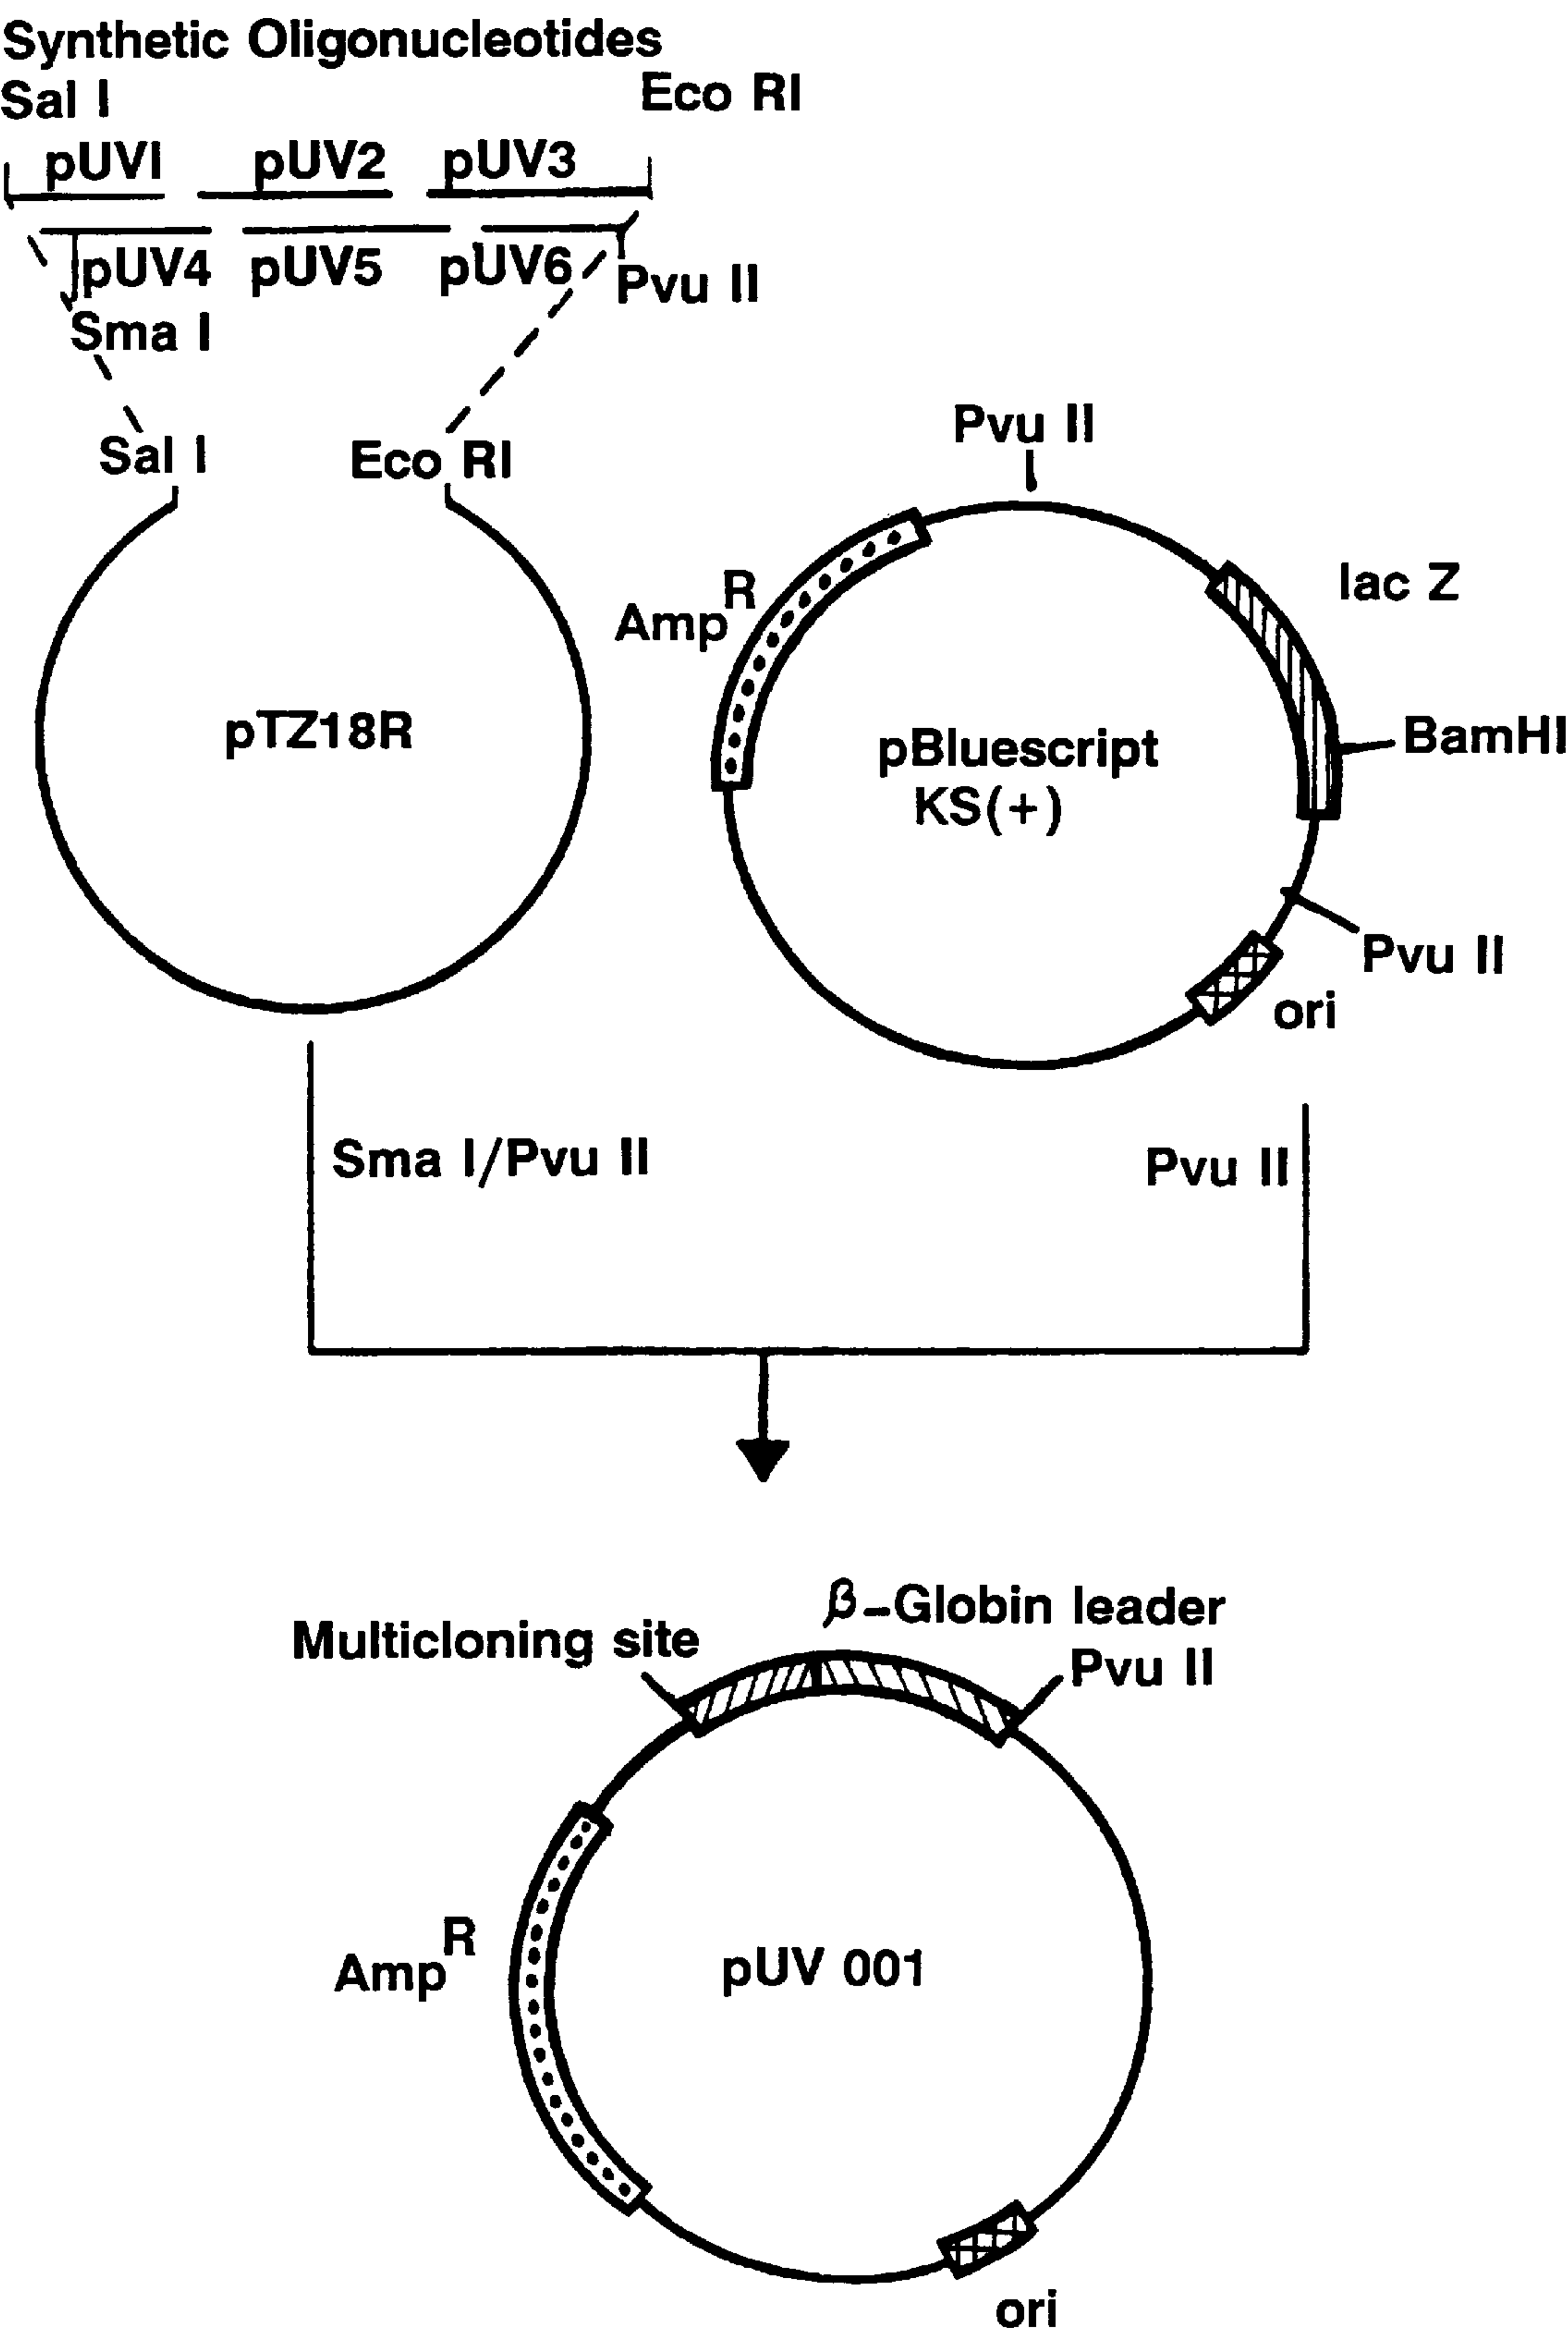 Synthetic Oligonucleotides
Sal I
Eco RI
pUVI
pUV2
pUV3
pUV4
pUV5
pUV6
Pvu II
Sma I
Sal I
Eco RI
pTZ18R
Pvu II
lac Z
Amp R
BamHI
pBluescript
KS(+)
Pvu II
ori
Sma I/Pvu II
Pvu II
β-Globin leader
Multicloning site
Pvu II
Amp R
pUV 001
ori